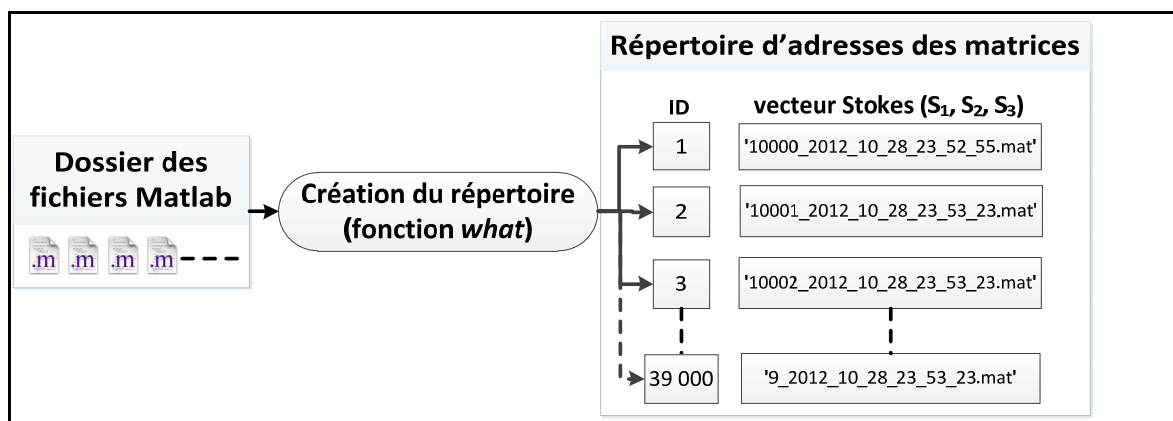 Répertoire d'adresses des matrices
ID
vecteur Stokes (S₁, S₂, S₃)
Dossier des
fichiers Matlab
.m .m .m .m
Création du répertoire
(fonction what)
1
'10000_2012_10_28_23_52_55.mat'
2
'10001_2012_10_28_23_53_23.mat'
3
'10002_2012_10_28_23_53_23.mat'
39 000
'9_2012_10_28_23_53_23.mat'